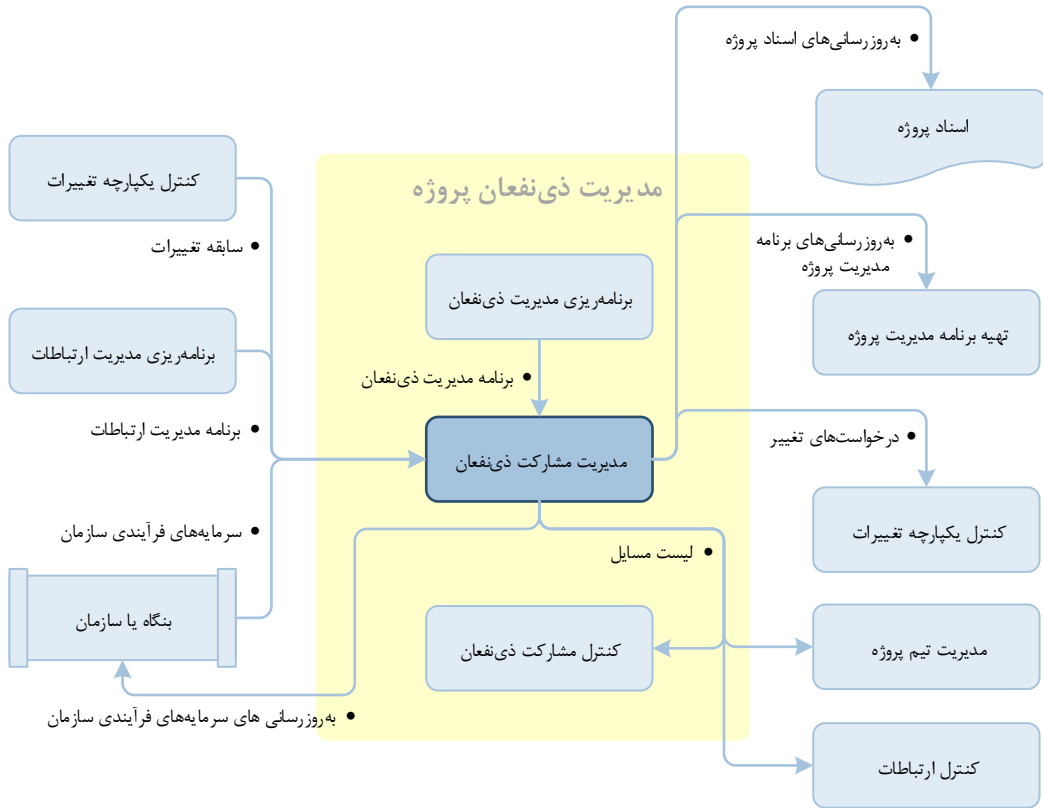 به‌روزرسانی‌های اسناد پروژه •
اسناد پروژه
کنترل یکپارچه تغییرات
مدیریت ذی‌نفعان پروژه
سابقه تغییرات •
به‌روزرسانی‌های برنامه •
مدیریت پروژه
برنامه‌ریزی مدیریت ذی‌نفعان
تهیه برنامه مدیریت پروژه
برنامه‌ریزی مدیریت ارتباطات
برنامه مدیریت ذی‌نفعان •
برنامه مدیریت ارتباطات •
درخواست‌های تغییر •
مدیریت مشارکت ذی‌نفعان
سرمایه‌های فرآیندی سازمان •
کنترل یکپارچه تغییرات
لیست مسایل •
بنگاه یا سازمان
کنترل مشارکت ذی‌نفعان
مدیریت تیم پروژه
به‌روزرسانی های سرمایه‌های فرآیندی سازمان •
کنترل ارتباطات